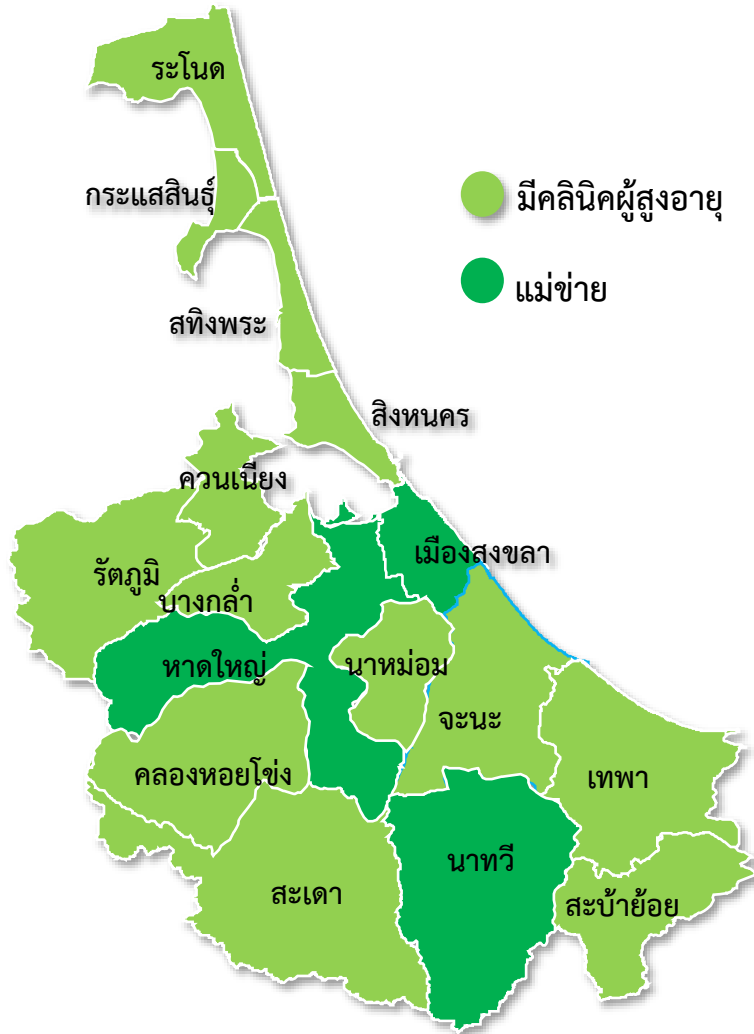 ระโนด
กระแสสินธุ์
มีคลินิคผู้สูงอายุ
แม่ข่าย
สทิงพระ
สิงหนคร
ควนเนียง
เมืองสงขลา
รัตภูมิ
บางกล่ำ
หาดใหญ่
นาหม่อม
จะนะ
คลองหอยโข่ง
เทพา
นาทวี
สะเดา
สะบ้าย้อย